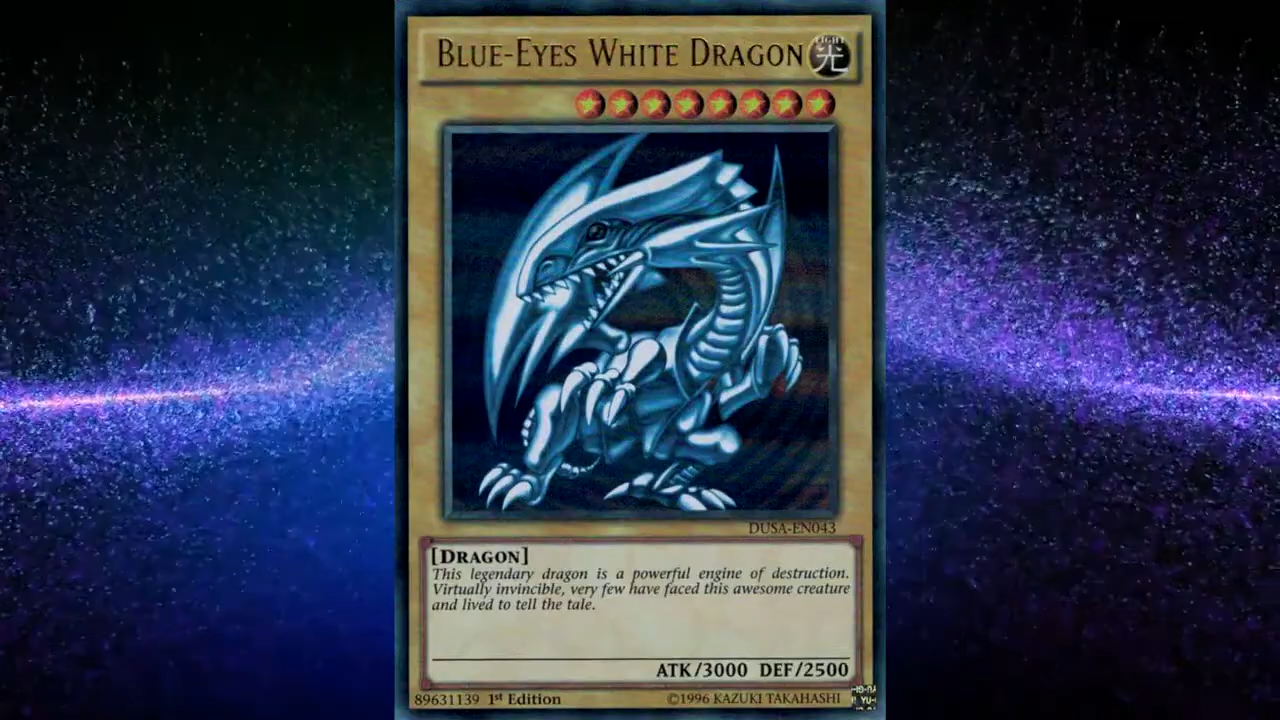 BLUE-EYES WHITE DRAGON
LIGHT
光
DUSA-EN043
[DRAGON]
This legendary dragon is a powerful engine of destruction.
Virtually invincible, very few have faced this awesome creature
and lived to tell the tale.
ATK/3000 DEF/2500
89631139 1st Edition ©1996 KAZUKI TAKAHASHI